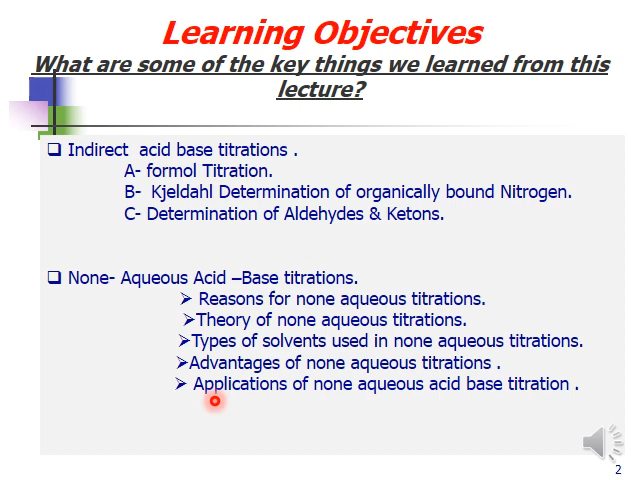 Learning Objectives
What are some of the key things we learned from this
lecture?
Indirect acid base titrations .
A- formol Titration.
B- Kjeldahl Determination of organically bound Nitrogen.
C- Determination of Aldehydes & Ketons.
None- Aqueous Acid –Base titrations.
Reasons for none aqueous titrations.
Theory of none aqueous titrations.
Types of solvents used in none aqueous titrations.
Advantages of none aqueous titrations .
Applications of none aqueous acid base titration .
2